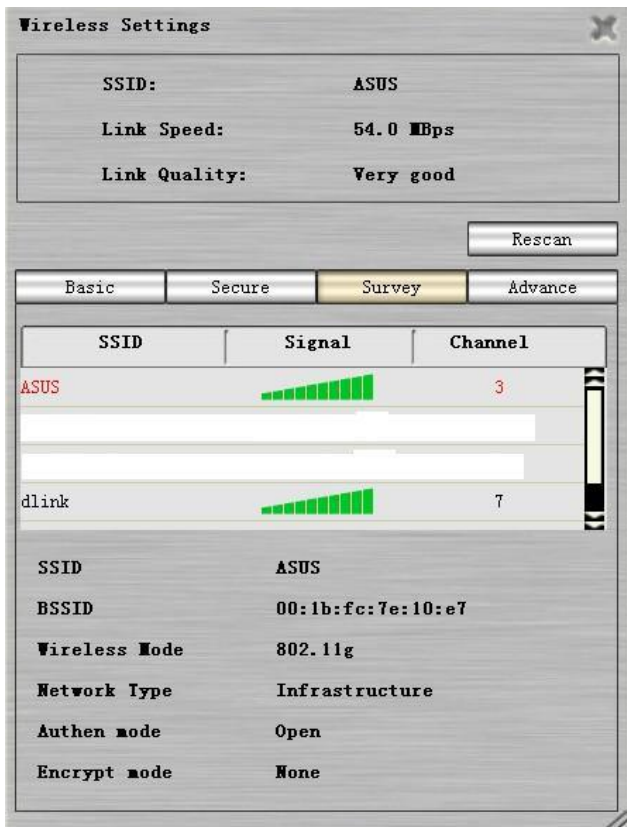 Wireless Settings
SSID: ASUS
Link Speed: 54.0 MBps
Link Quality: Very good
Rescan
Basic Secure Survey Advance
SSID Signal Channel
ASUS 3
dlink 7
SSID ASUS
BSSID 00:1b:fc:7e:10:e7
Wireless Mode 802.11g
Network Type Infrastructure
Authen mode Open
Encrypt mode None